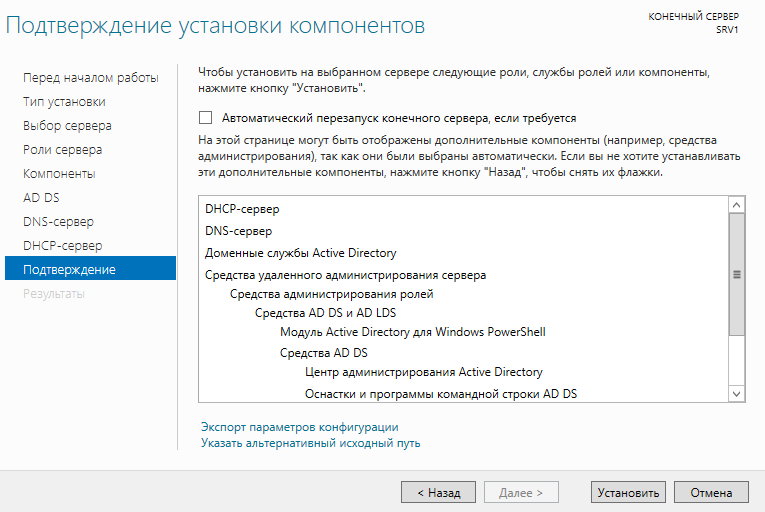 Подтверждение установки компонентов
КОНЕЧНЫЙ СЕРВЕР
SRV1
Перед началом работы
Тип установки
Выбор сервера
Роли сервера
Компоненты
AD DS
DNS-сервер
DHCP-сервер
Подтверждение
Результаты
Чтобы установить на выбранном сервере следующие роли, службы ролей или компоненты,
нажмите кнопку "Установить".
Автоматический перезапуск конечного сервера, если требуется
На этой странице могут быть отображены дополнительные компоненты (например, средства
администрирования), так как они были выбраны автоматически. Если вы не хотите устанавливать
эти дополнительные компоненты, нажмите кнопку "Назад", чтобы снять их флажки.
DHCP-сервер
DNS-сервер
Доменные службы Active Directory
Средства удаленного администрирования сервера
Средства администрирования ролей
Средства AD DS и AD LDS
Модуль Active Directory для Windows PowerShell
Средства AD DS
Центр администрирования Active Directory
Оснастки и программы командной строки AD DS
Экспорт параметров конфигурации
Указать альтернативный исходный путь
< Назад
Далее >
Установить
Отмена